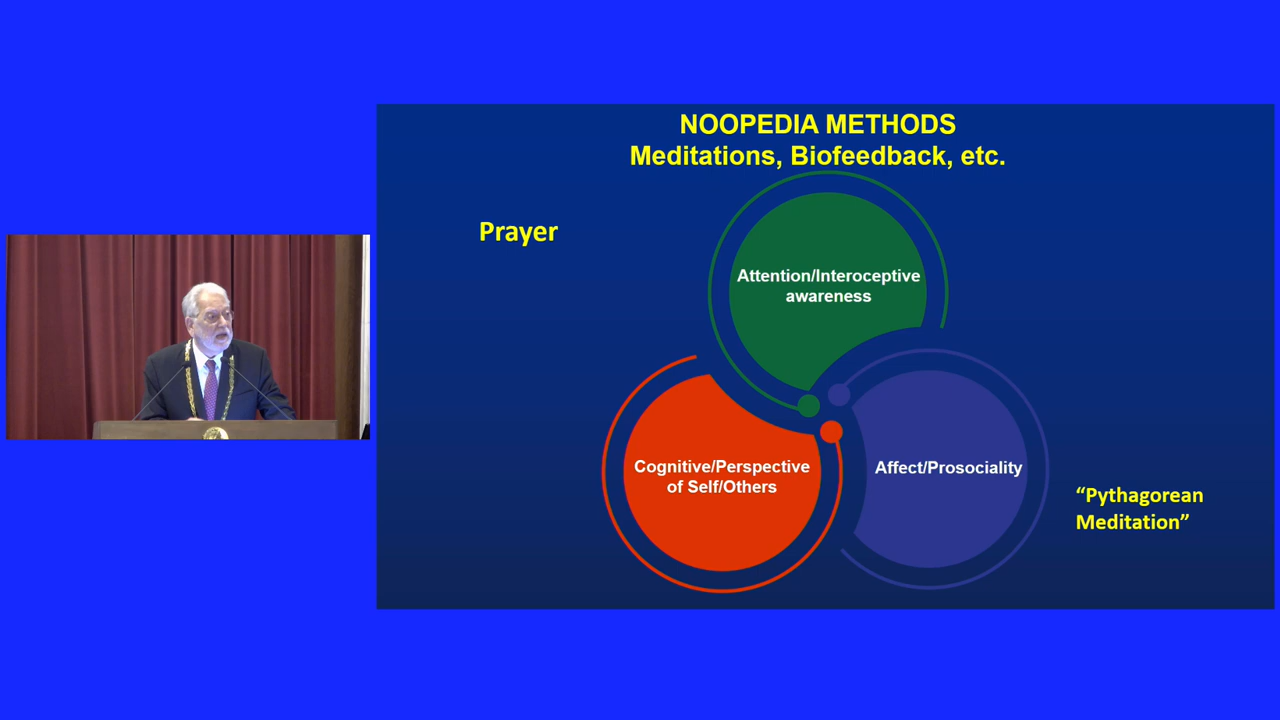 NOOPEDIA METHODS
Meditations, Biofeedback, etc.
Prayer
Attention/Interoceptive
awareness
Cognitive/Perspective
of Self/Others
Affect/Prosociality
“Pythagorean
Meditation”